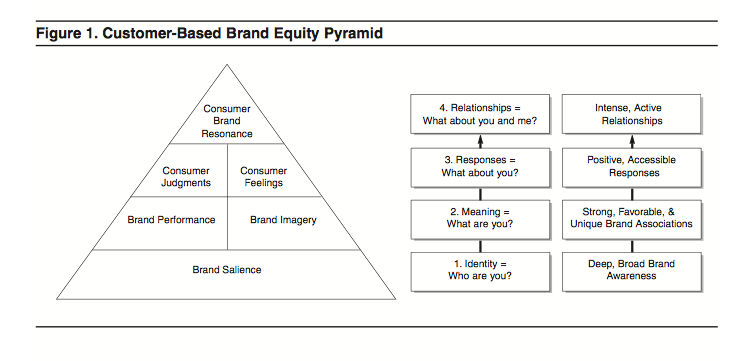 Figure 1. Customer-Based Brand Equity Pyramid
Consumer
Brand
Resonance
Consumer
Judgments
Consumer
Feelings
Brand Performance
Brand Imagery
Brand Salience
4. Relationships =
What about you and me?
3. Responses =
What about you?
2. Meaning =
What are you?
1. Identity =
Who are you?
Intense, Active
Relationships
Positive, Accessible
Responses
Strong, Favorable, &
Unique Brand Associations
Deep, Broad Brand
Awareness